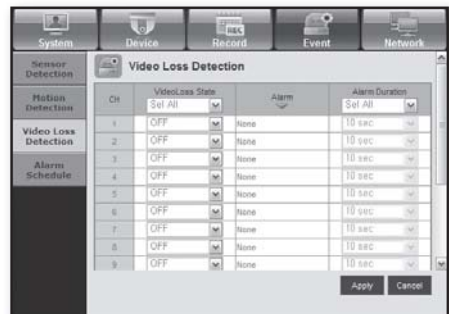 REC
System Device Record Event Network
Sensor Detection
Motion Detection
Video Loss Detection
Alarm Schedule
Video Loss Detection
CH VideoLoss State Alarm Alarm Duration
Sel All Sel All
1 OFF None 10 sec
2 OFF None 10 sec
3 OFF None 10 sec
4 OFF None 10 sec
5 OFF None 10 sec
6 OFF None 10 sec
7 OFF None 10 sec
8 OFF None 10 sec
9 OFF None 10 sec
Apply Cancel